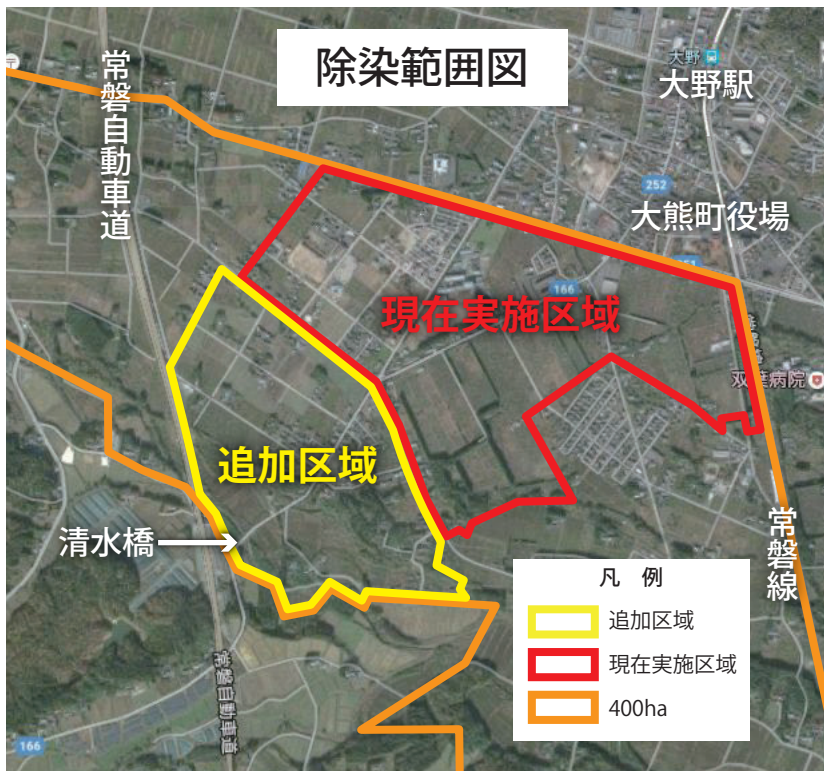 除染範囲図
大野
大野駅
常磐自動車道
252
大熊町役場
166
現在実施区域
双葉病院
追加区域
清水橋
常磐線
凡 例
追加区域
現在実施区域
400ha
常磐自動車道
166